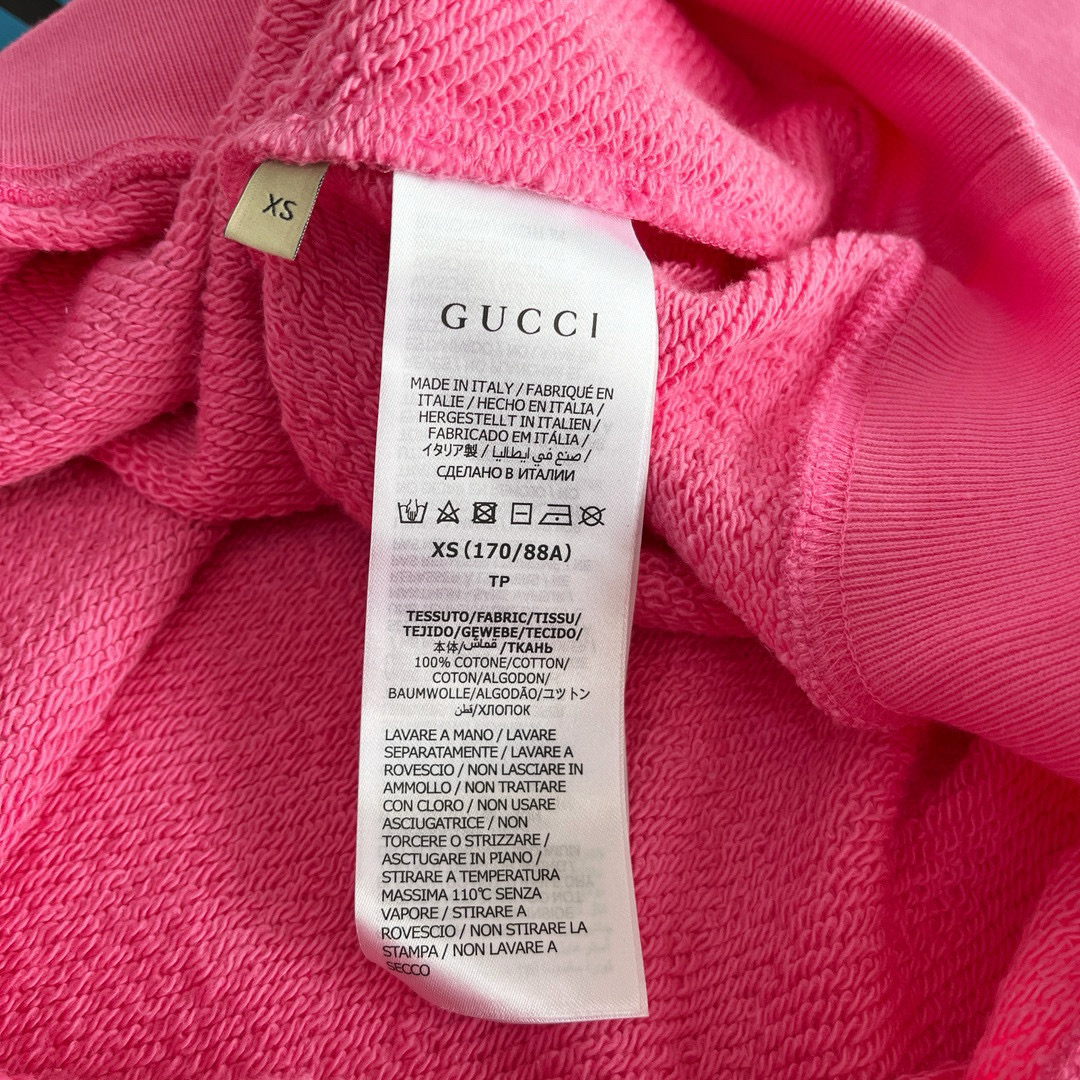 XS
GUCCI
MADE IN ITALY / FABRIQUÉ EN
ITALIE / HECHO EN ITALIA /
HERGESTELLT IN ITALIEN /
FABRICADO EM ITÁLIA /
イタリア製 / صنع في ايطاليا /
СДЕЛАНО В ИТАЛИИ
XS (170/88A)
TP
TESSUTO/FABRIC/TISSU/
TEJIDO/GEWEBE/TECIDO/
本体/قماش/ТКАНЬ
100% COTONE/COTTON/
COTON/ALGODON/
BAUMWOLLE/ALGODÃO/ユットン
قطن/ХЛОПОК
LAVARE A MANO / LAVARE
SEPARATAMENTE / LAVARE A
ROVESCIO / NON LASCIARE IN
AMMOLLO / NON TRATTARE
CON CLORO / NON USARE
ASCIUGATRICE / NON
TORCERE O STRIZZARE /
ASCTUGARE IN PIANO /
STIRARE A TEMPERATURA
MASSIMA 110℃ SENZA
VAPORE / STIRARE A
ROVESCIO / NON STIRARE LA
STAMPA / NON LAVARE A
SECCO